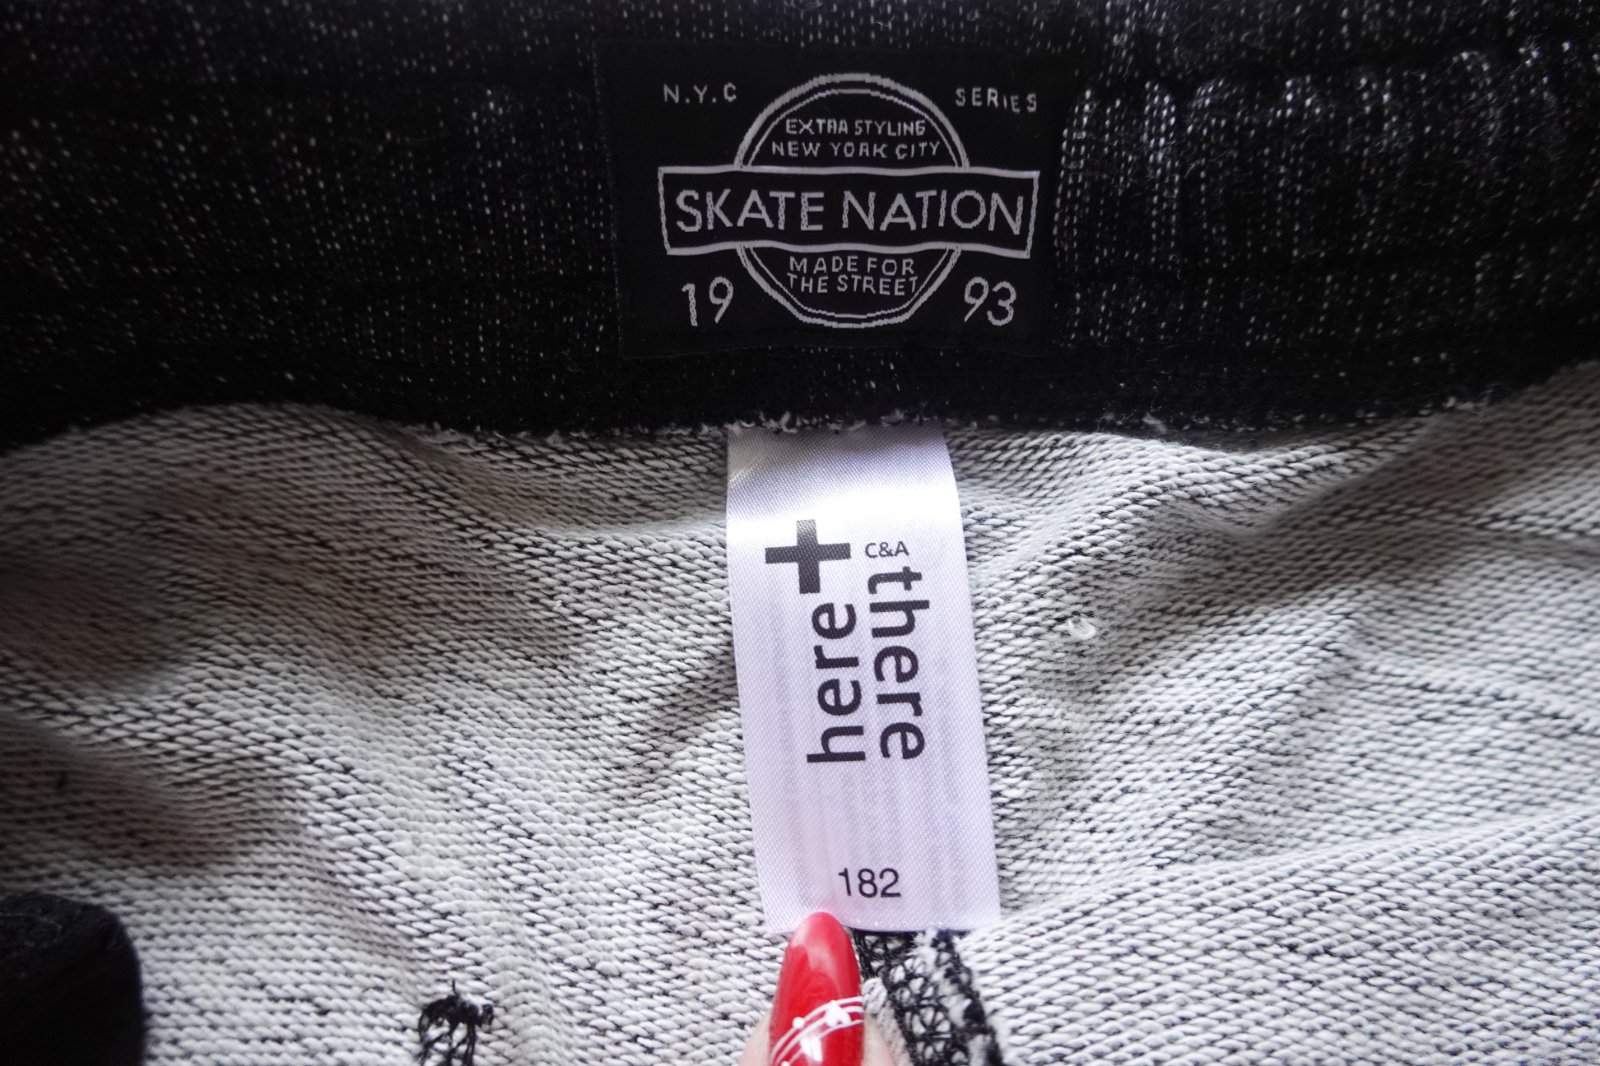 N.Y.C SERIES
EXTRA STYLING
NEW YORK CITY
SKATE NATION
MADE FOR
THE STREET
19 93
C&A
here+
there
182